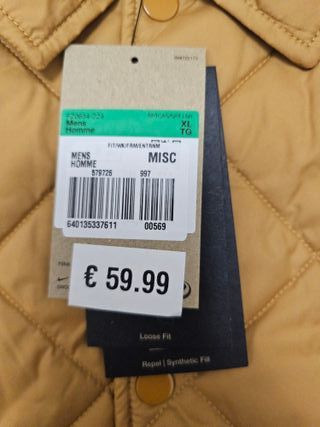 Mens
Homme
XL
TG
MENS
HOMME
MISC
579726
997
640135337611
00569
€ 59.99
Loose Fit
Repel | Synthetic Fill